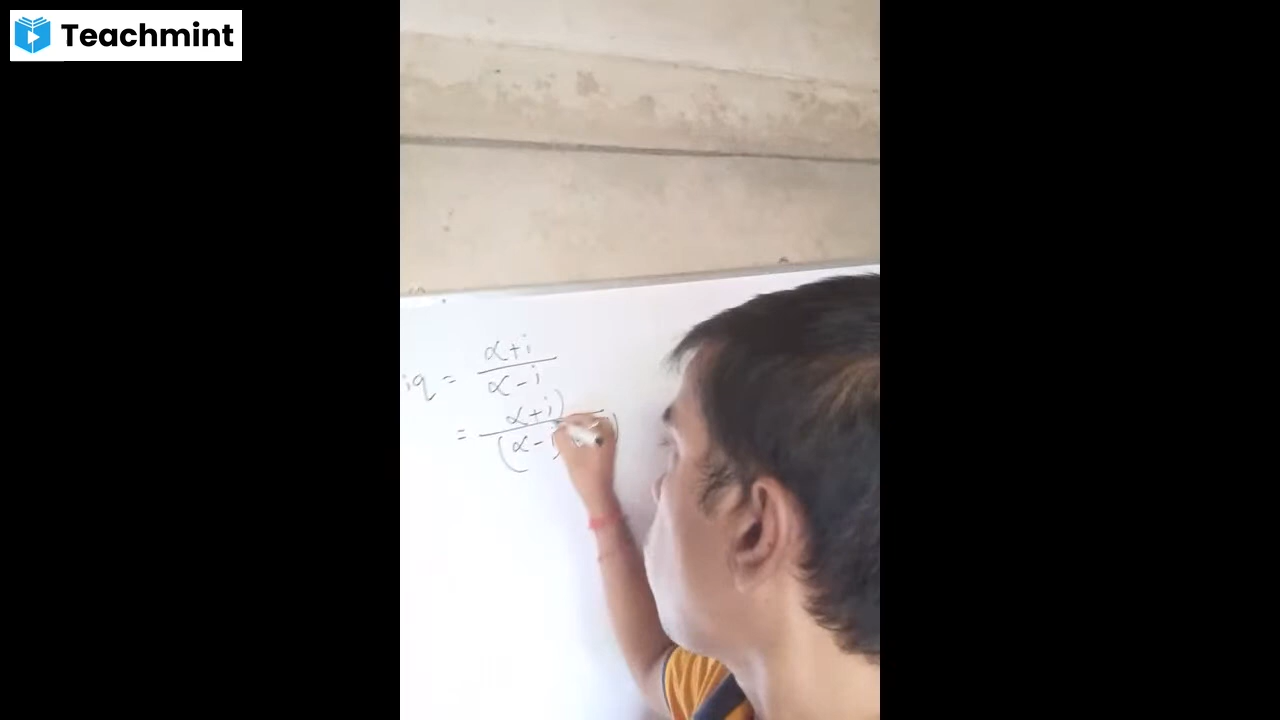 Teachmint
iq = α+i
α-i
= α+i)
(α-i)